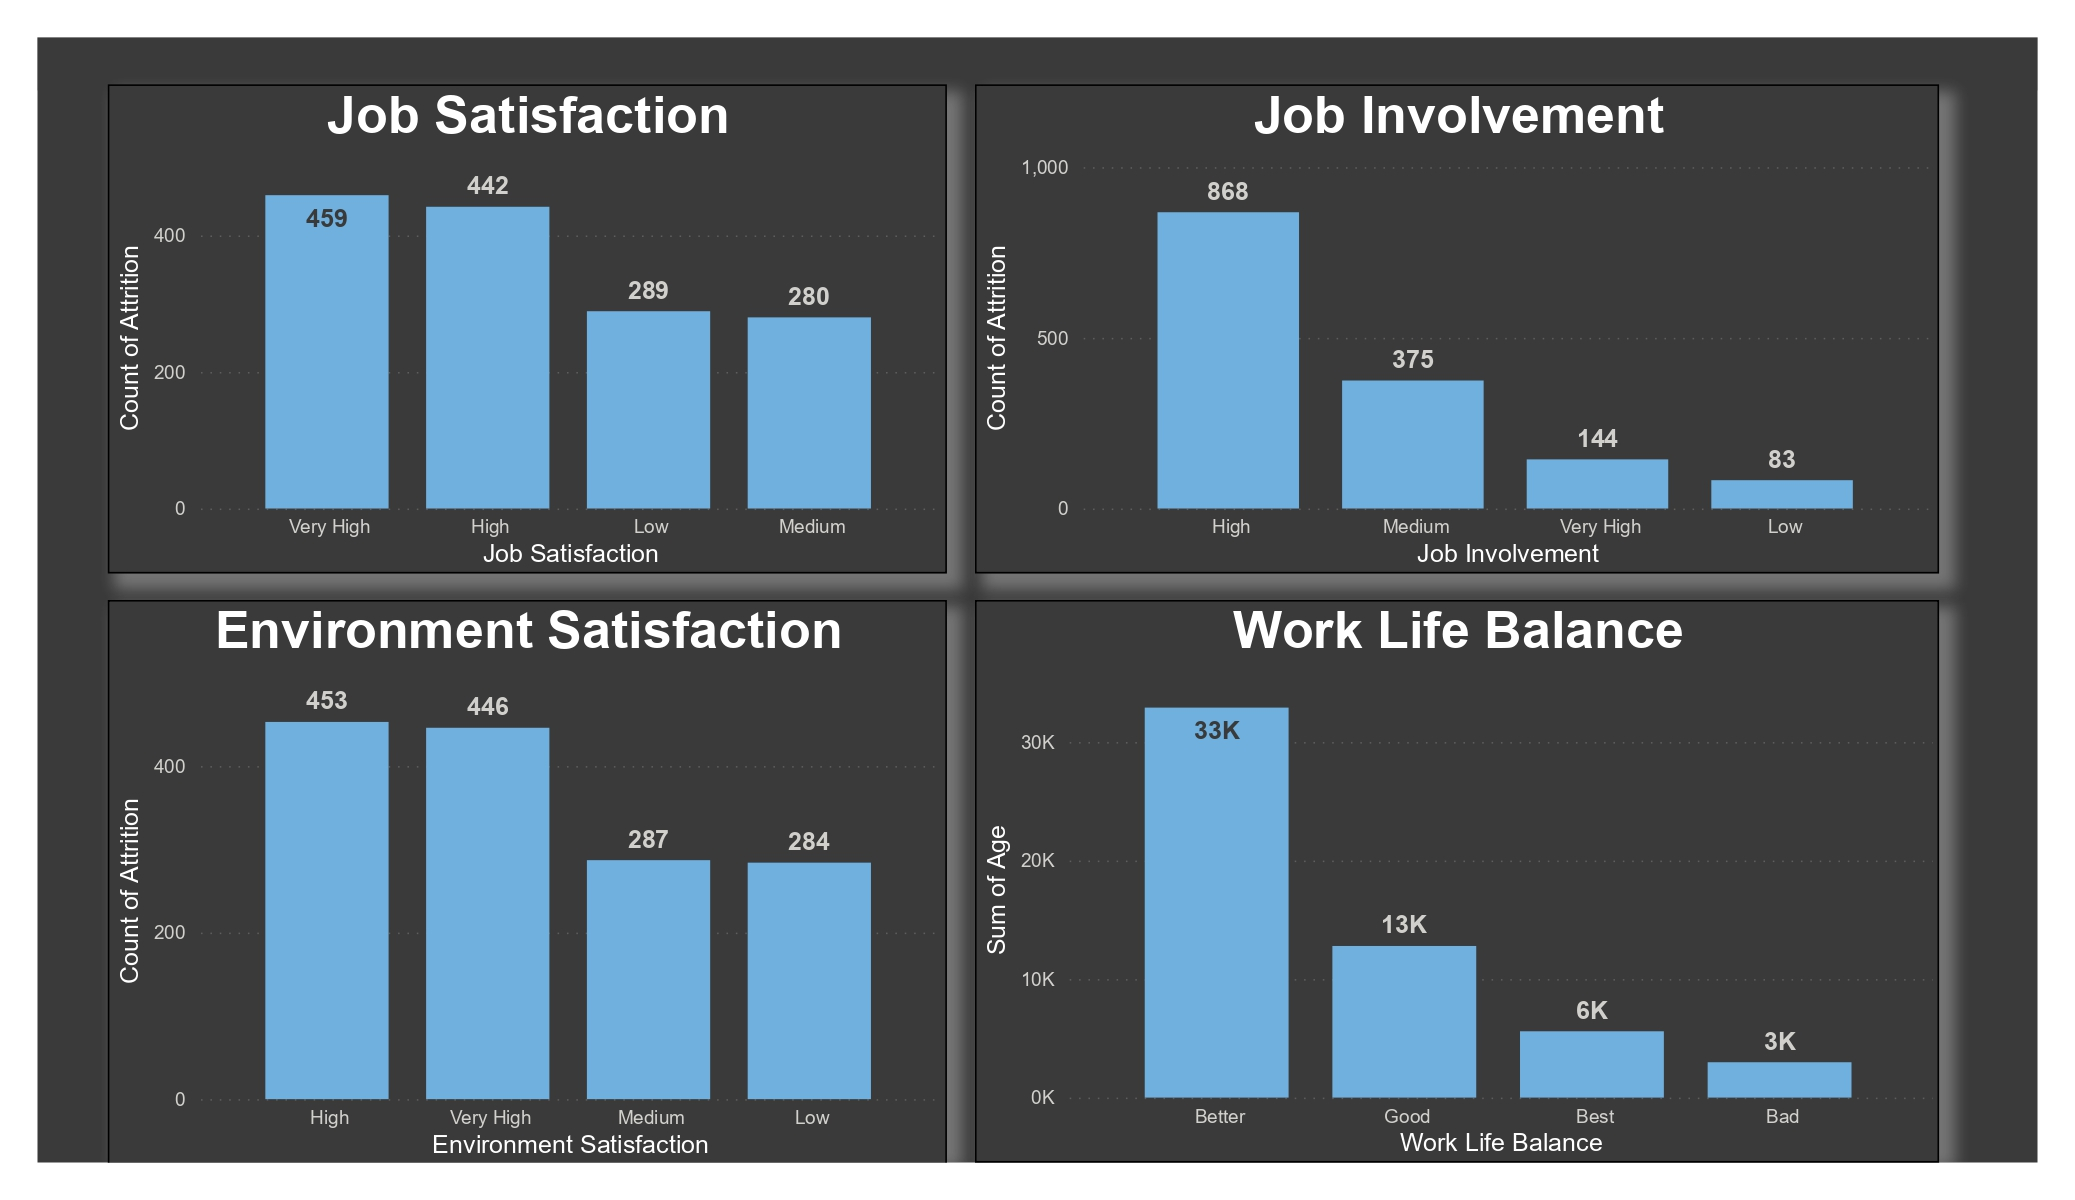 Job Satisfaction
459
442
289
280
400
200
0
Count of Attrition
Very High
High
Low
Medium
Job Satisfaction
Job Involvement
1,000
868
375
144
83
500
0
Count of Attrition
High
Medium
Very High
Low
Job Involvement
Environment Satisfaction
453
446
287
284
400
200
0
Count of Attrition
High
Very High
Medium
Low
Environment Satisfaction
Work Life Balance
33K
13K
6K
3K
30K
20K
10K
0K
Sum of Age
Better
Good
Best
Bad
Work Life Balance